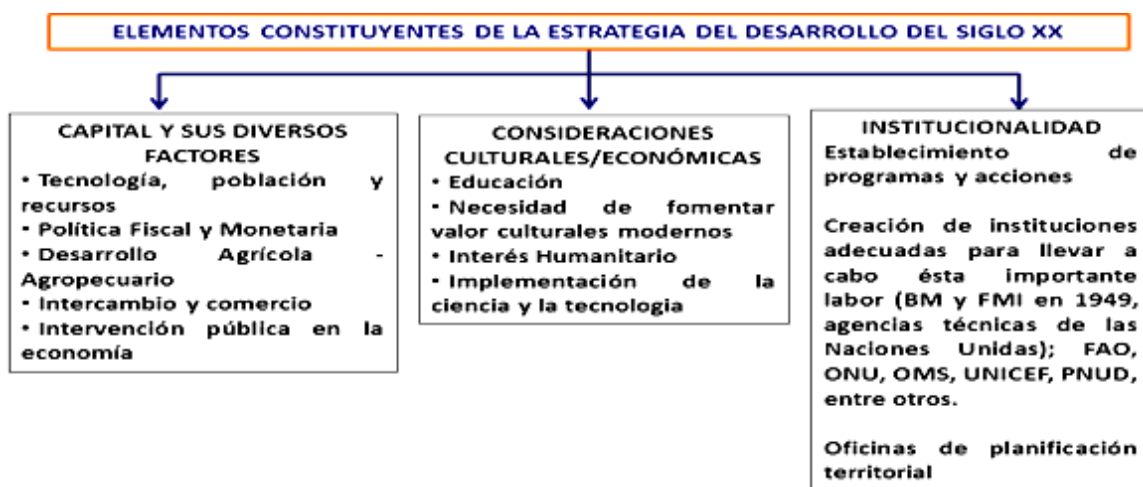 ELEMENTOS CONSTITUYENTES DE LA ESTRATEGIA DEL DESARROLLO DEL SIGLO XX
CAPITAL Y SUS DIVERSOS
FACTORES
• Tecnología, población y
recursos
• Política Fiscal y Monetaria
• Desarrollo Agrícola -
Agropecuario
• Intercambio y comercio
• Intervención pública en la
economía
CONSIDERACIONES
CULTURALES/ECONÓMICAS
• Educación
• Necesidad de fomentar
valor culturales modernos
• Interés Humanitario
• Implementación de la
ciencia y la tecnologia
INSTITUCIONALIDAD
Establecimiento de
programas y acciones
Creación de instituciones
adecuadas para llevar a
cabo ésta importante
labor (BM y FMI en 1949,
agencias técnicas de las
Naciones Unidas); FAO,
ONU, OMS, UNICEF, PNUD,
entre otros.
Oficinas de planificación
territorial